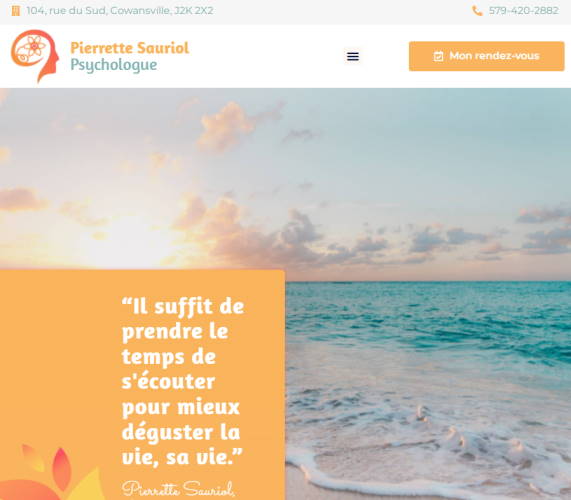 104, rue du Sud, Cowansville, J2K 2X2
579-420-2882
Pierrette Sauriol
Psychologue
Mon rendez-vous
“Il suffit de
prendre le
temps de
s'écouter
pour mieux
déguster la
vie, sa vie.”
Pierrette Sauriol,